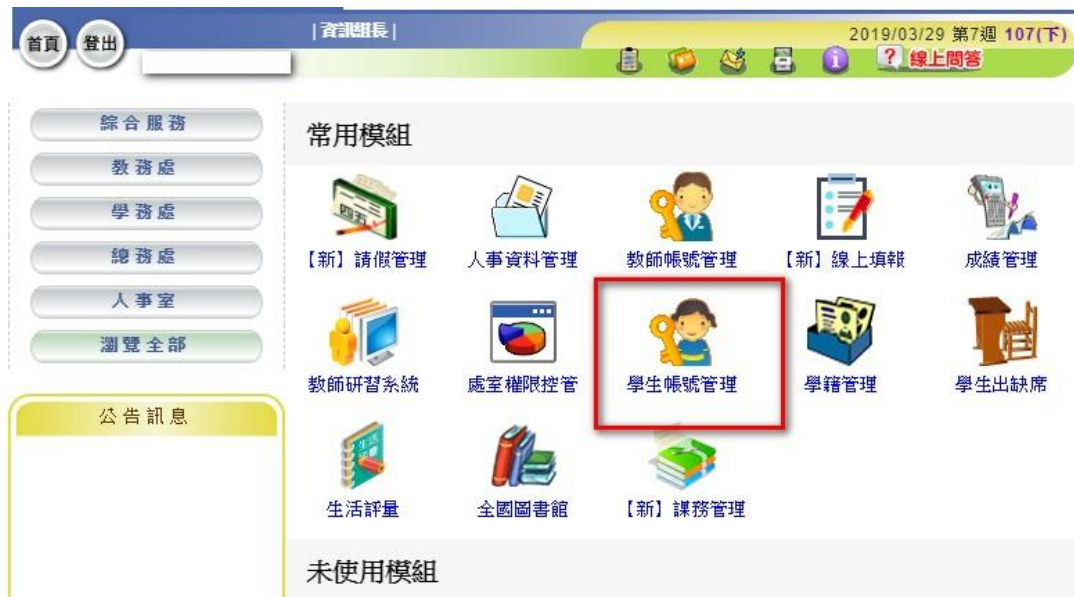 首頁
登出
|資訊組長|
2019/03/29 第7週 107(下)
? 線上問答
綜合服務
教務處
學務處
總務處
人事室
瀏覽全部
公告訊息
常用模組
【新】請假管理
人事資料管理
教師帳號管理
【新】線上填報
成績管理
教師研習系統
處室權限控管
學生帳號管理
學籍管理
學生出缺席
生活評量
全國圖書館
【新】課務管理
未使用模組